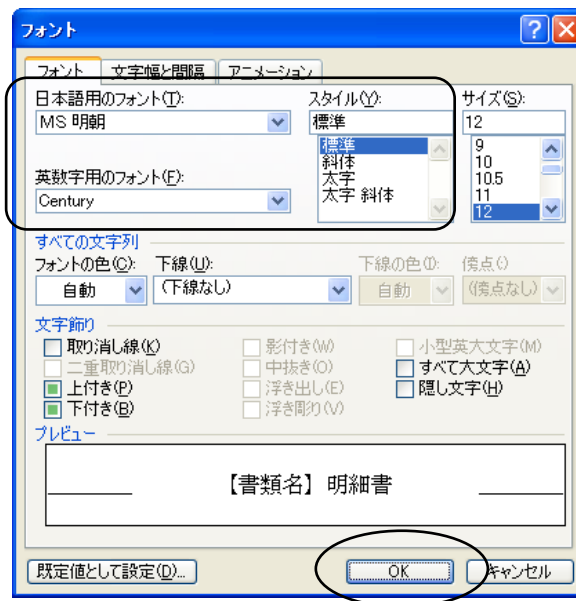 フォント
フォント 文字幅と間隔 アニメーション
日本語用のフォント(T): スタイル(Y): サイズ(S):
MS 明朝 標準 12
標準 9
斜体 10
太字 10.5
太字 斜体 11
12
英数字用のフォント(F):
Century
すべての文字列
フォントの色(C): 下線(U): 下線の色(I): 傍点(:)
自動 (下線なし) 自動 (傍点なし)
文字飾り
取り消し線(K) 影付き(W) 小型英大文字(M)
二重取り消し線(G) 中抜き(O) すべて大文字(A)
上付き(P) 浮き出し(E) 隠し文字(H)
下付き(B) 浮き彫り(V)
プレビュー
【書類名】 明細書
既定値として設定(D)... OK キャンセル